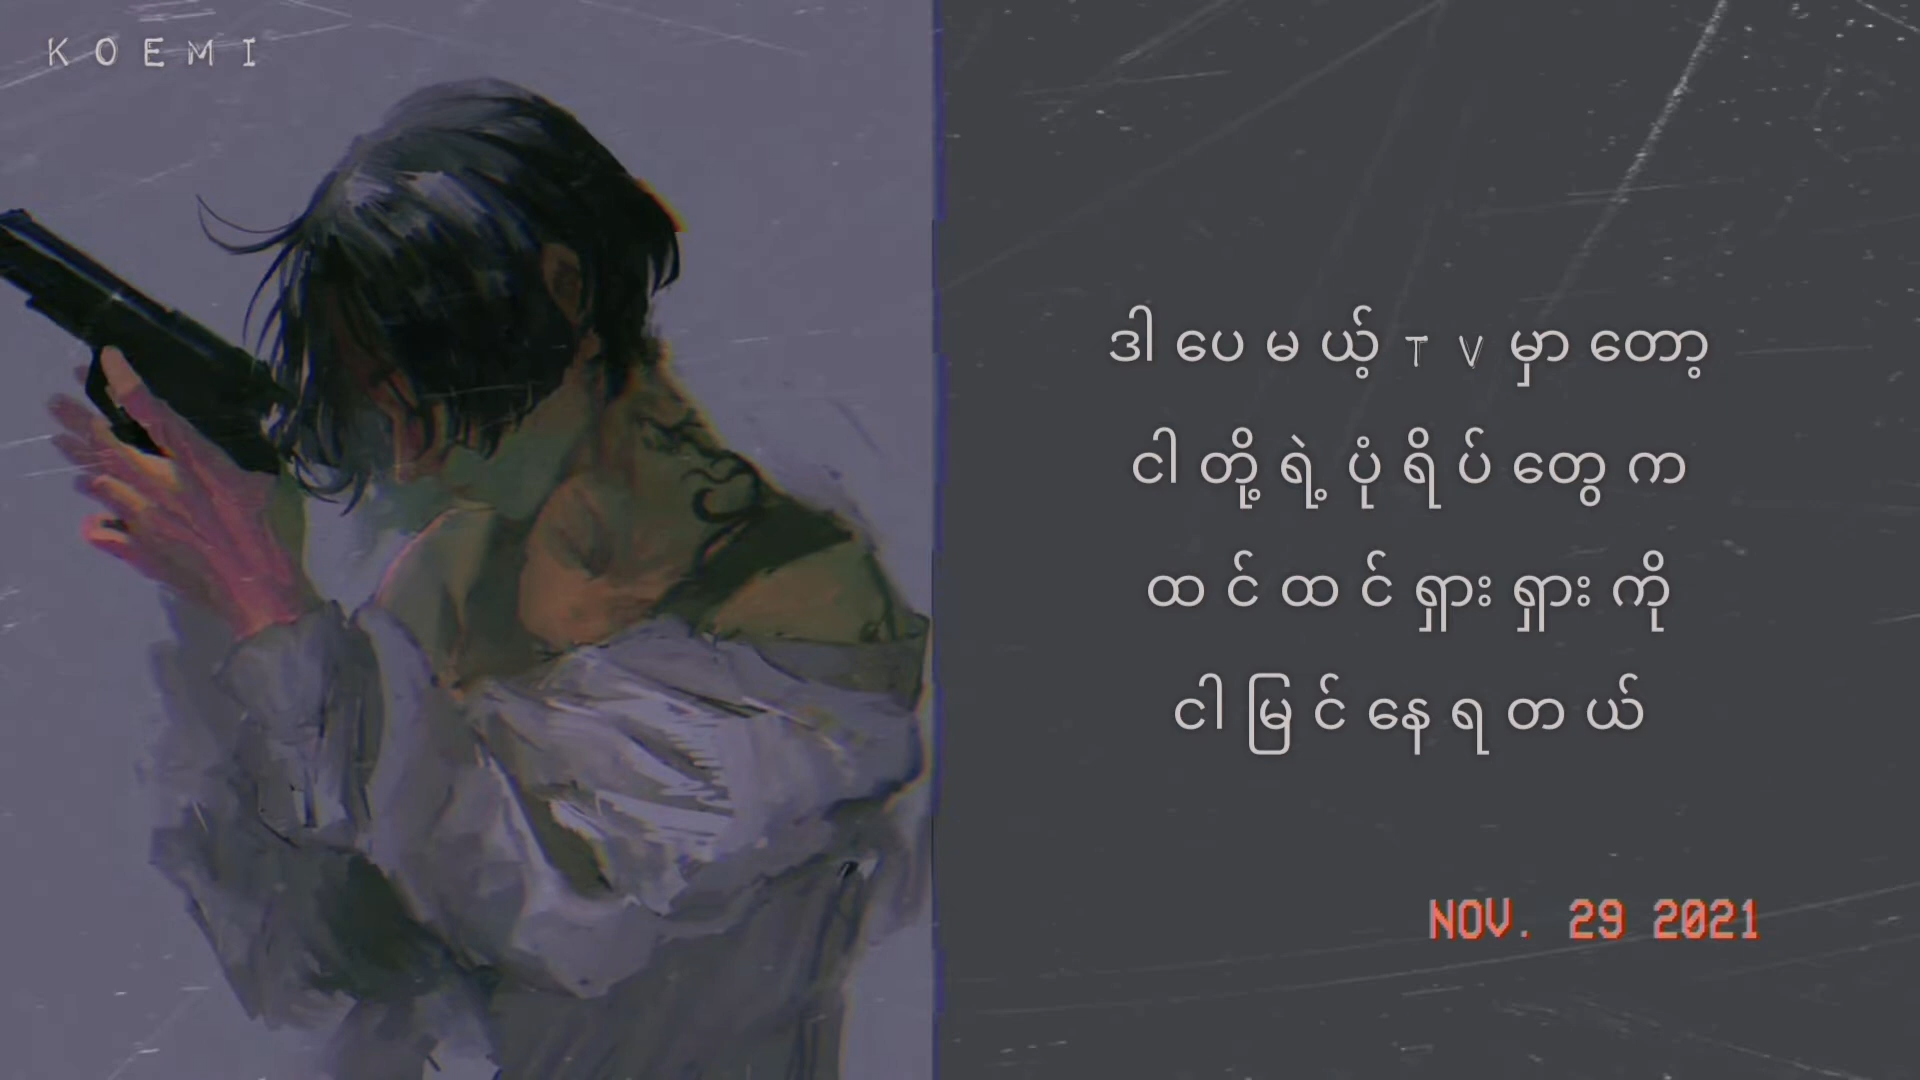 KOEMI
ဒါပေမယ့် TV မှာတော့
ငါတို့ရဲ့ပုံရိပ်တွေက
ထင်ထင်ရှားရှားကို
ငါမြင်နေရတယ်
NOV. 29 2021